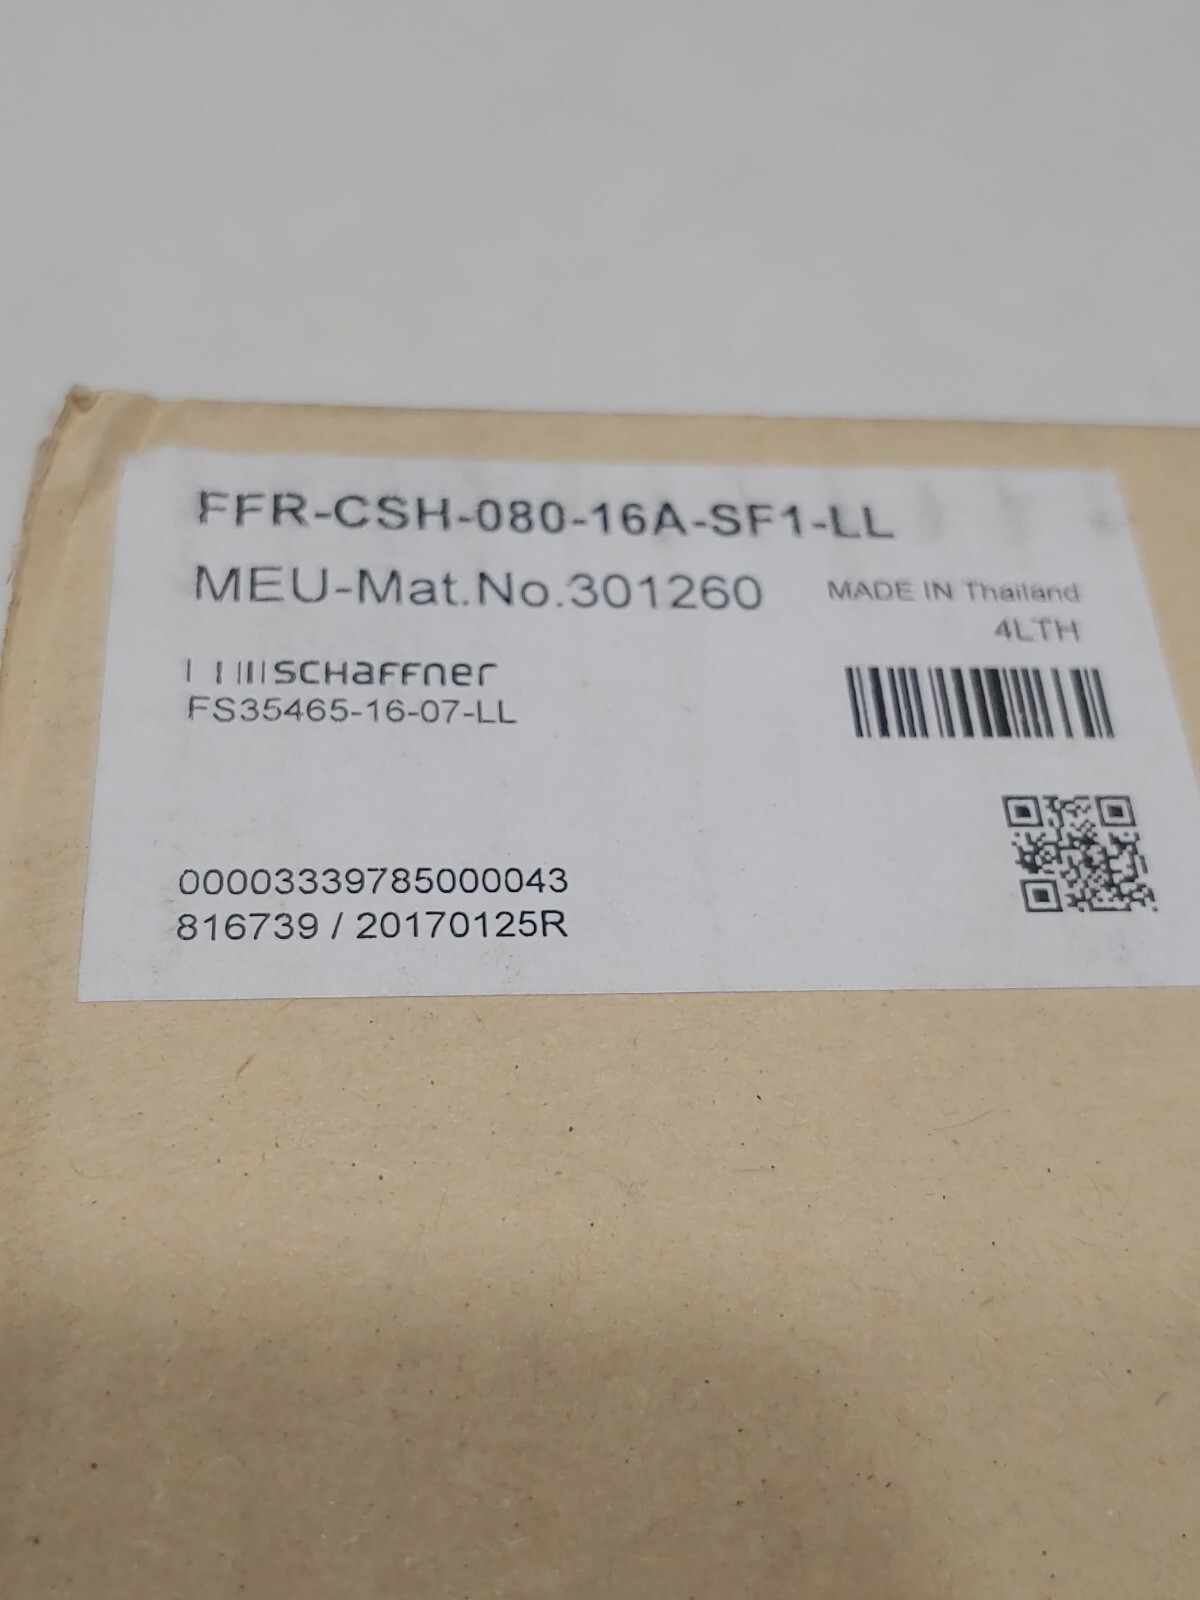 FFR-CSH-080-16A-SF1-LL
MEU-Mat.No.301260
MADE IN Thailand
4LTH
SCHaFFner
FS35465-16-07-LL
00003339785000043
816739 / 20170125R